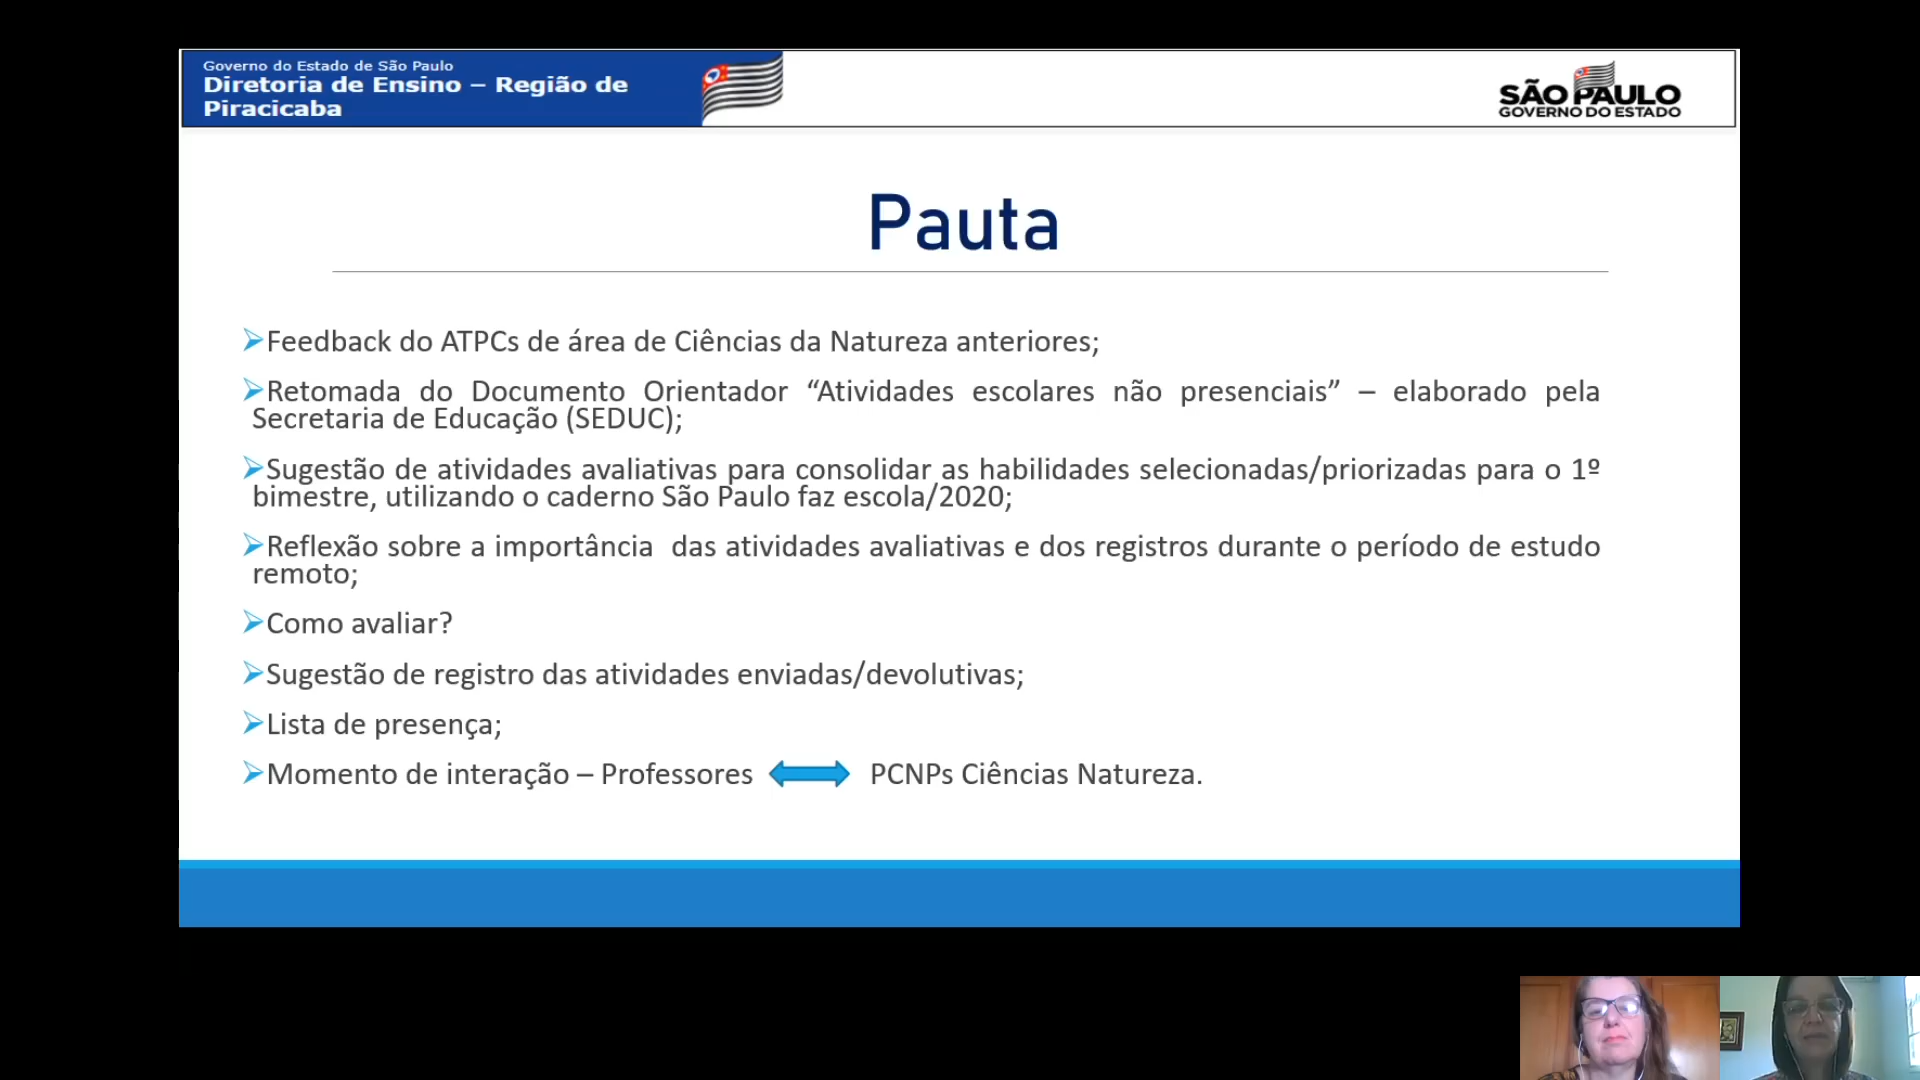 Governo do Estado de São Paulo
Diretoria de Ensino – Região de
Piracicaba
SÃO PAULO
GOVERNO DO ESTADO
Pauta
Feedback do ATPCs de área de Ciências da Natureza anteriores;
Retomada do Documento Orientador “Atividades escolares não presenciais” – elaborado pela
Secretaria de Educação (SEDUC);
Sugestão de atividades avaliativas para consolidar as habilidades selecionadas/priorizadas para o 1º
bimestre, utilizando o caderno São Paulo faz escola/2020;
Reflexão sobre a importância  das atividades avaliativas e dos registros durante o período de estudo
remoto;
Como avaliar?
Sugestão de registro das atividades enviadas/devolutivas;
Lista de presença;
Momento de interação – Professores PCNPs Ciências Natureza.